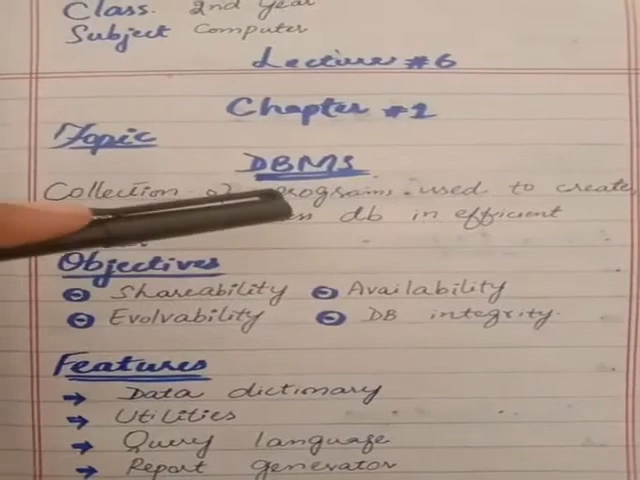 Class. 2nd year
Subject Computer
Lecture #6
Chapter #1
Topic
DBMS
Collection of programs used to create
db in efficient
Objectives
Shareability Availability
Evolvability DB integrity.
Features
→ Data dictionary
→ Utilities
→ Query language
→ Report generator